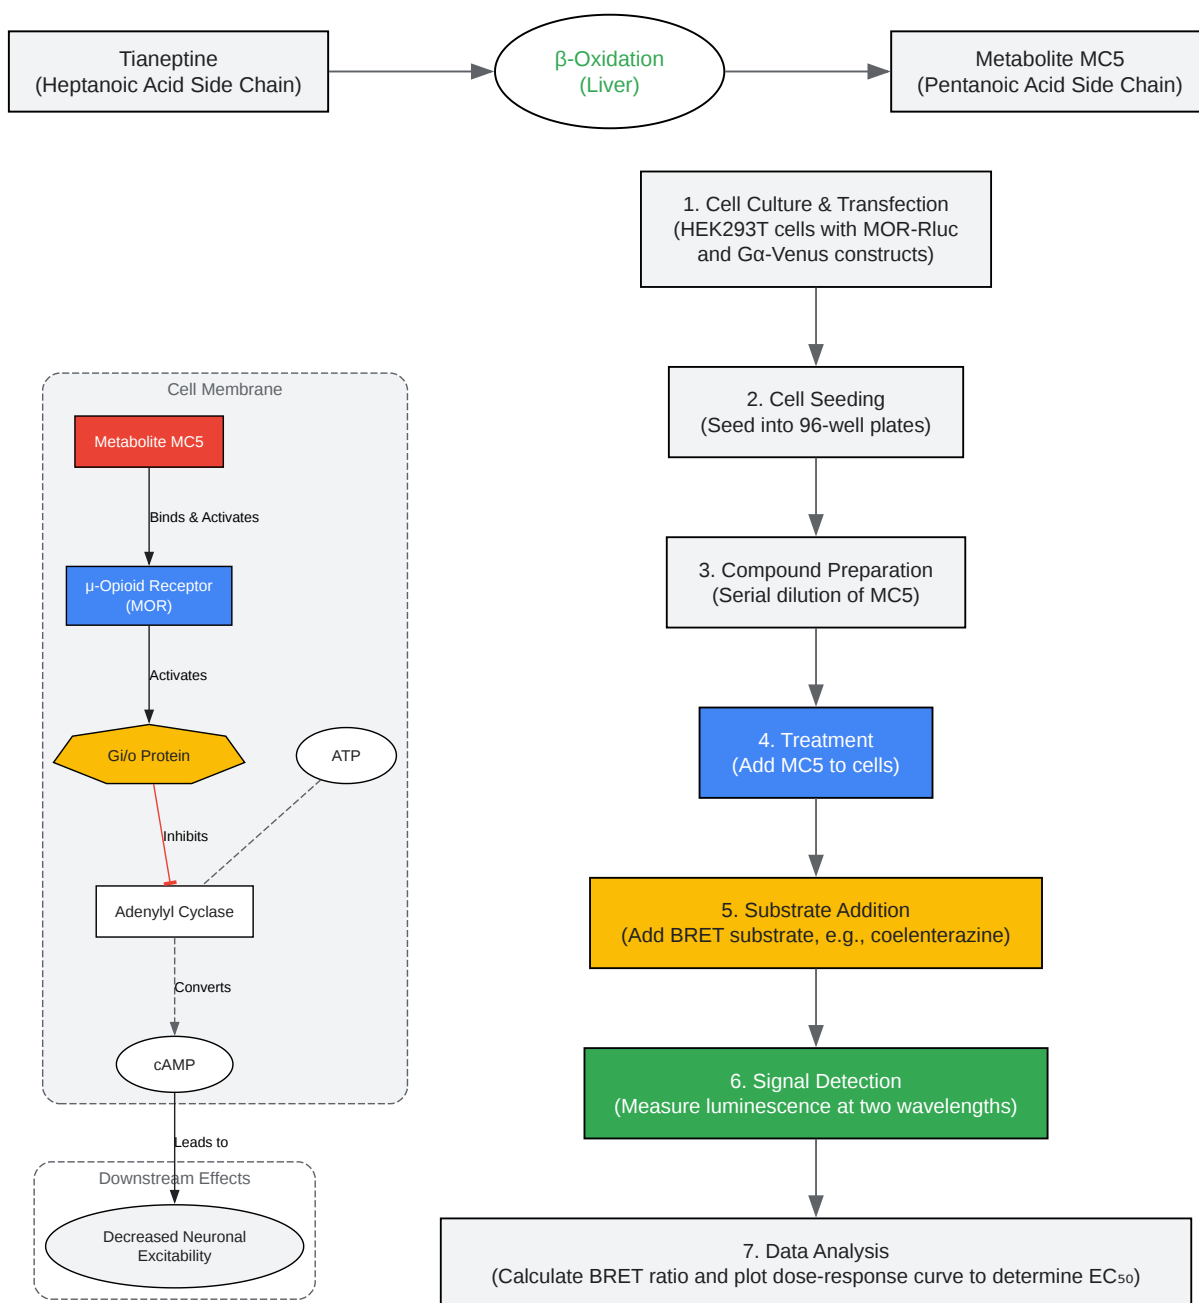 Tianeptine
(Heptanoic Acid Side Chain)
β-Oxidation
(Liver)
Metabolite MC5
(Pentanoic Acid Side Chain)
1. Cell Culture & Transfection
(HEK293T cells with MOR-Rluc
and Gα-Venus constructs)
2. Cell Seeding
(Seed into 96-well plates)
3. Compound Preparation
(Serial dilution of MC5)
4. Treatment
(Add MC5 to cells)
5. Substrate Addition
(Add BRET substrate, e.g., coelenterazine)
6. Signal Detection
(Measure luminescence at two wavelengths)
7. Data Analysis
(Calculate BRET ratio and plot dose-response curve to determine EC₅₀)
Cell Membrane
Metabolite MC5
Binds & Activates
μ-Opioid Receptor
(MOR)
Activates
Gi/o Protein
ATP
Inhibits
Adenylyl Cyclase
Converts
cAMP
Leads to
Downstream Effects
Decreased Neuronal
Excitability